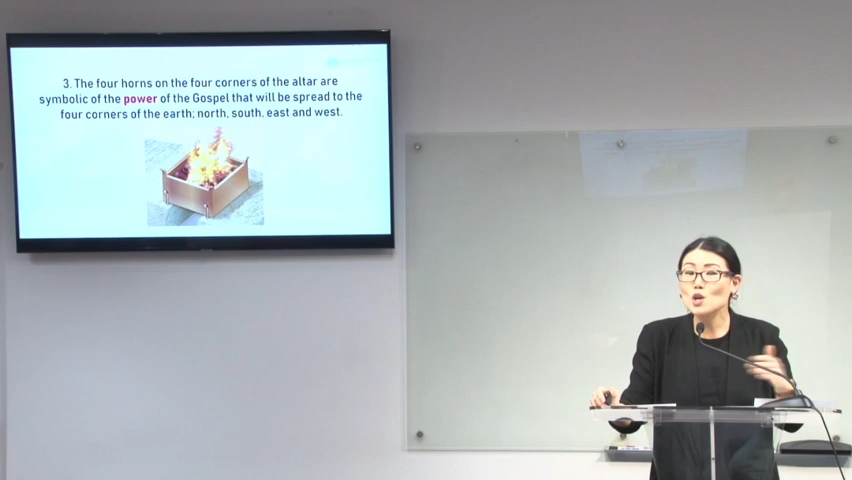 3. The four horns on the four corners of the altar are
symbolic of the power of the Gospel that will be spread to the
four corners of the earth; north, south, east and west.